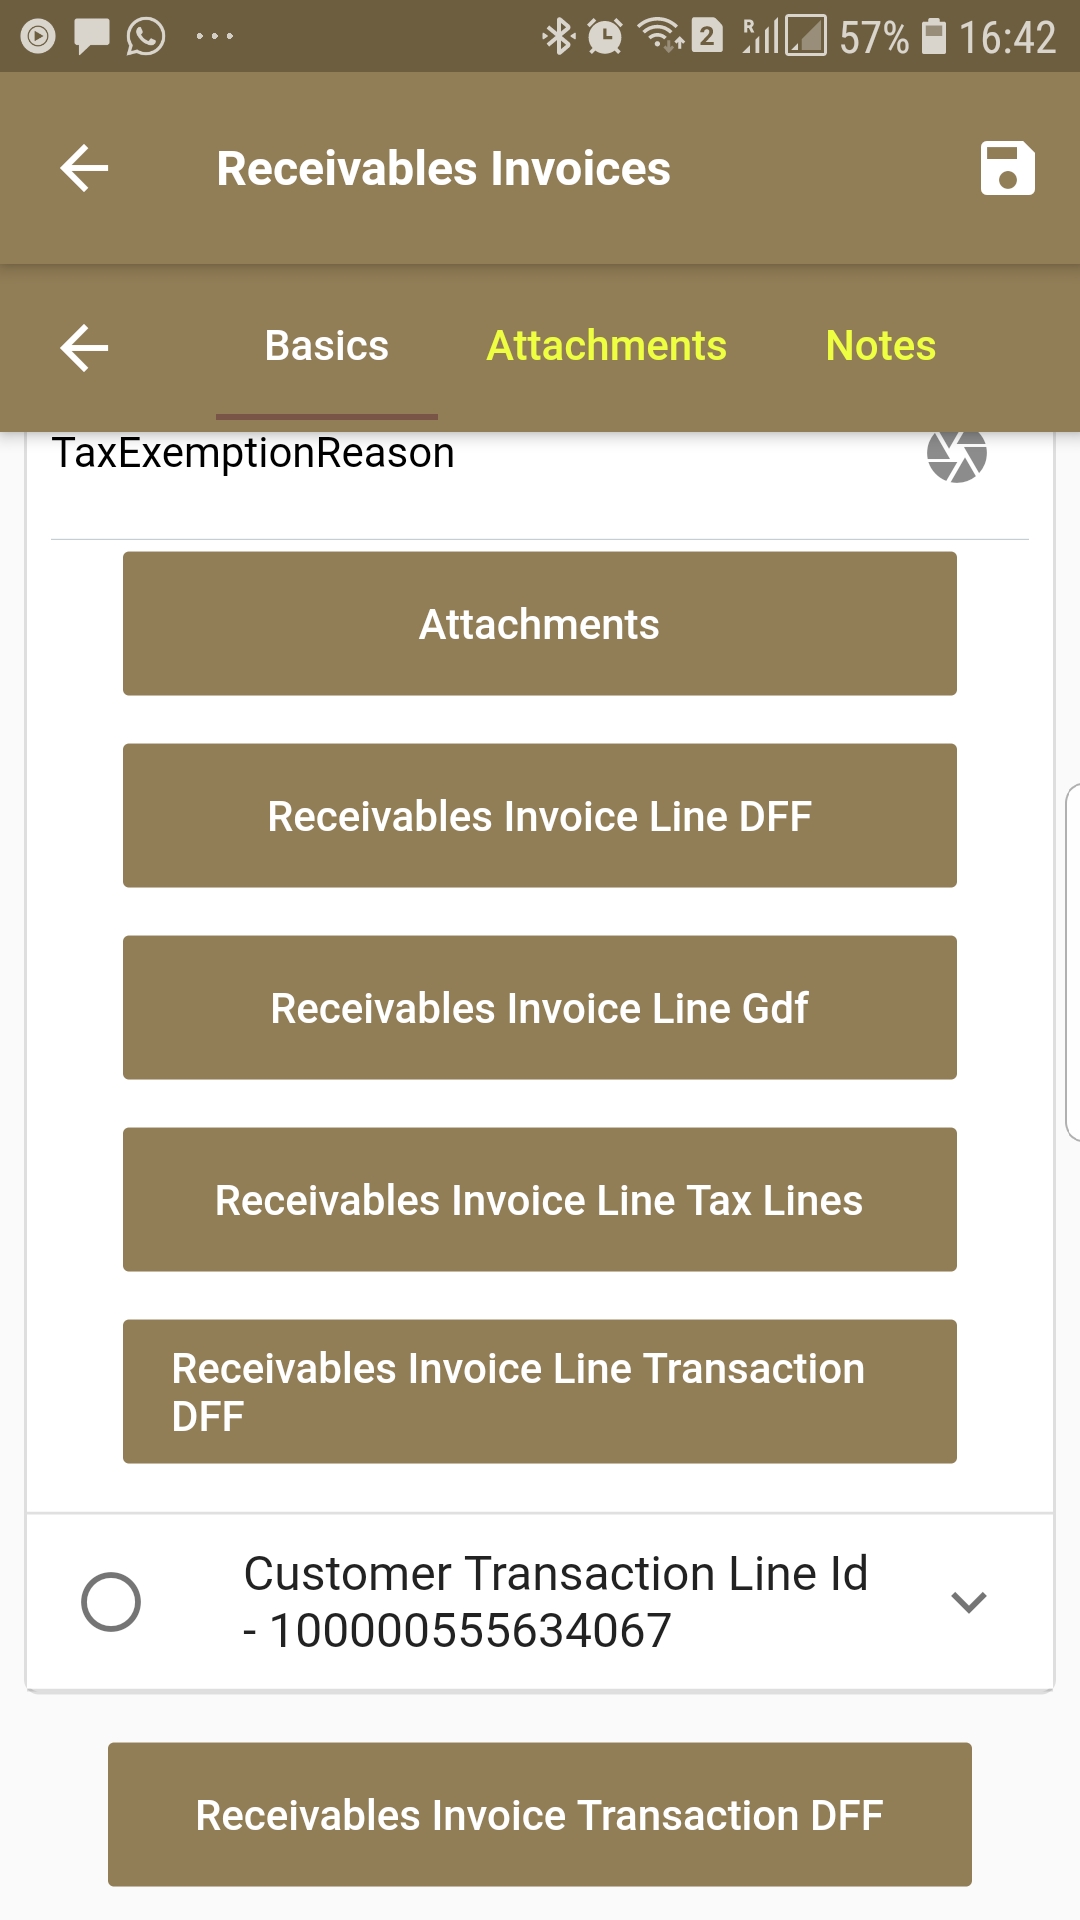 2 R 57% 16:42
Receivables Invoices
Basics Attachments Notes
TaxExemptionReason
Attachments
Receivables Invoice Line DFF
Receivables Invoice Line Gdf
Receivables Invoice Line Tax Lines
Receivables Invoice Line Transaction
DFF
Customer Transaction Line Id
- 100000555634067
Receivables Invoice Transaction DFF